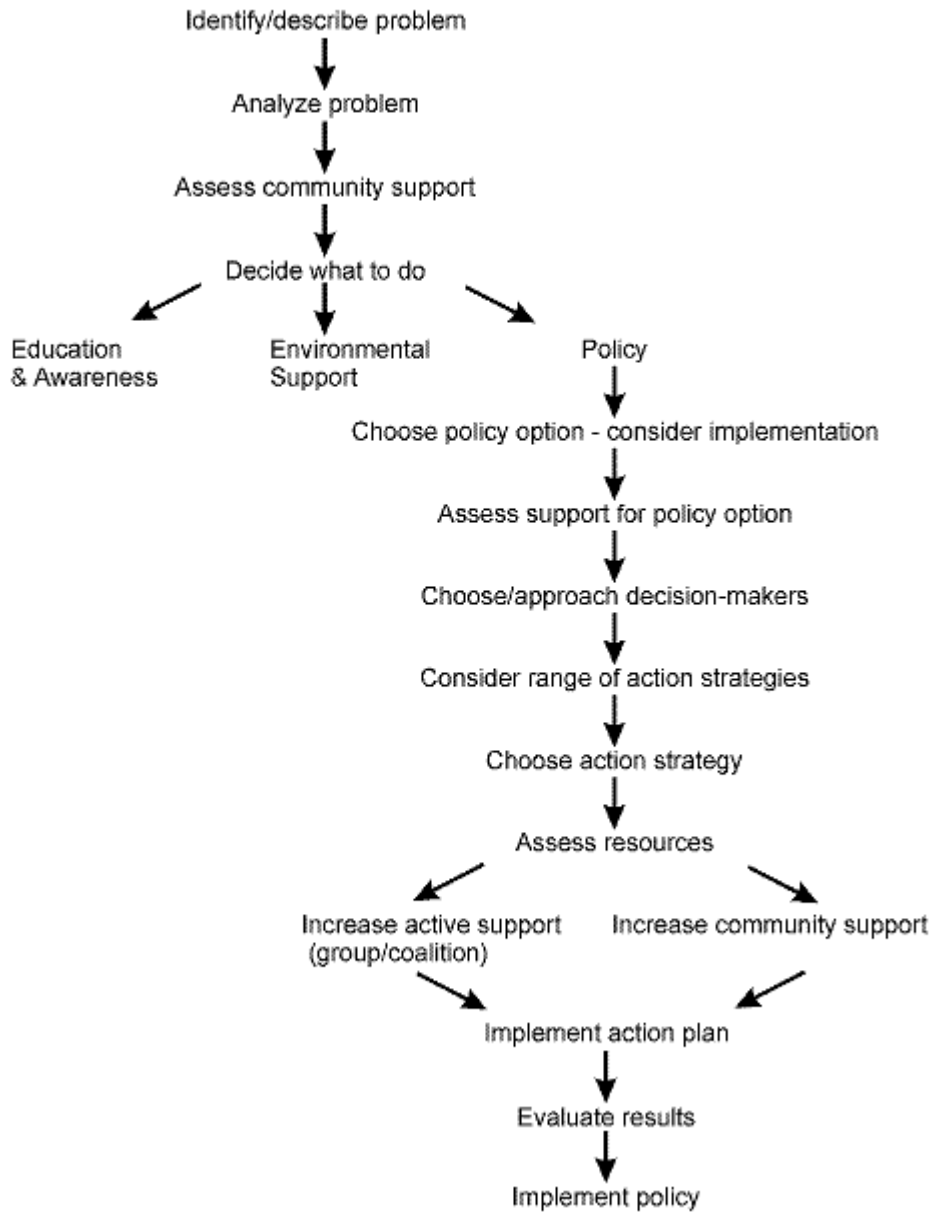 Identify/describe problem
Analyze problem
Assess community support
Decide what to do
Education
& Awareness
Environmental
Support
Policy
Choose policy option - consider implementation
Assess support for policy option
Choose/approach decision-makers
Consider range of action strategies
Choose action strategy
Assess resources
Increase active support
(group/coalition)
Increase community support
Implement action plan
Evaluate results
Implement policy